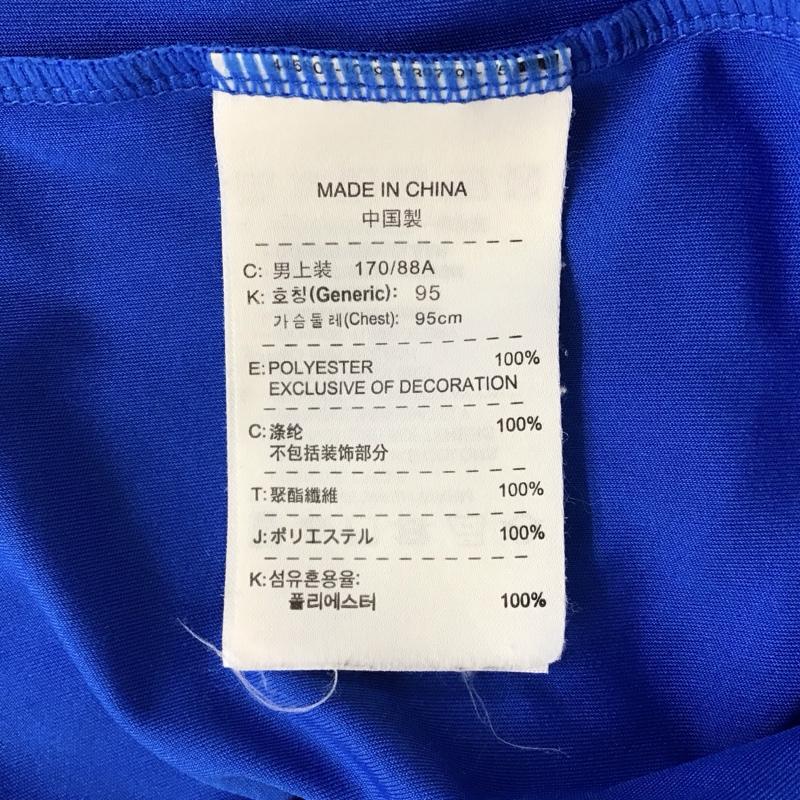 MADE IN CHINA
中国製
C: 男上装 170/88A
K: 호칭(Generic): 95
가슴둘레(Chest): 95cm
E: POLYESTER 100%
EXCLUSIVE OF DECORATION
C: 涤纶 100%
不包括装饰部分
T: 聚酯纖維 100%
J: ポリエステル 100%
K: 섬유혼용율:
폴리에스터 100%